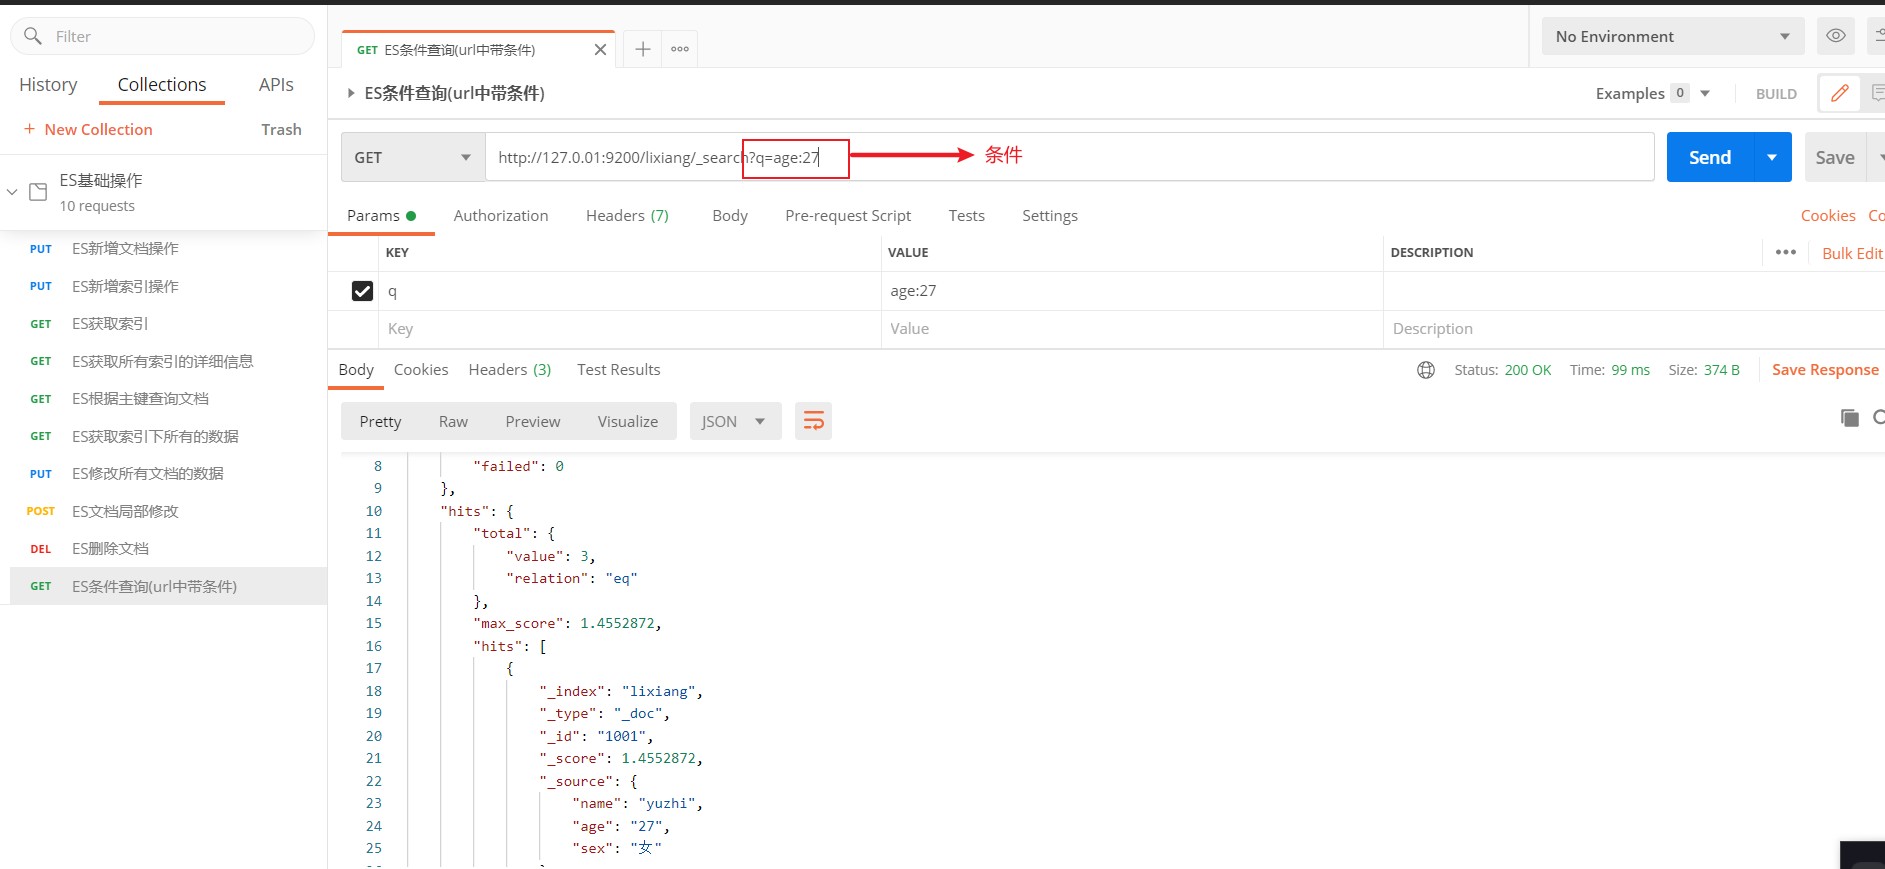 Filter
History Collections APIs
+ New Collection Trash
ES基础操作
10 requests
PUT ES新增文档操作
PUT ES新增索引操作
GET ES获取索引
GET ES获取所有索引的详细信息
GET ES根据主键查询文档
GET ES获取索引下所有的数据
PUT ES修改所有文档的数据
POST ES文档局部修改
DEL ES删除文档
GET ES条件查询(url中带条件)
GET ES条件查询(url中带条件)
No Environment
ES条件查询(url中带条件)
Examples 0 BUILD
GET http://127.0.01:9200/lixiang/_search?q=age:27 条件 Send Save
Params Authorization Headers (7) Body Pre-request Script Tests Settings Cookies Co
KEY VALUE DESCRIPTION ••• Bulk Edit
q age:27
Key Value Description
Body Cookies Headers (3) Test Results Status: 200 OK Time: 99 ms Size: 374 B Save Response
Pretty Raw Preview Visualize JSON
8 "failed": 0
9 },
10 "hits": {
11 "total": {
12 "value": 3,
13 "relation": "eq"
14 },
15 "max_score": 1.4552872,
16 "hits": [
17 {
18 "_index": "lixiang",
19 "_type": "_doc",
20 "_id": "1001",
21 "_score": 1.4552872,
22 "_source": {
23 "name": "yuzhi",
24 "age": "27",
25 "sex": "女"